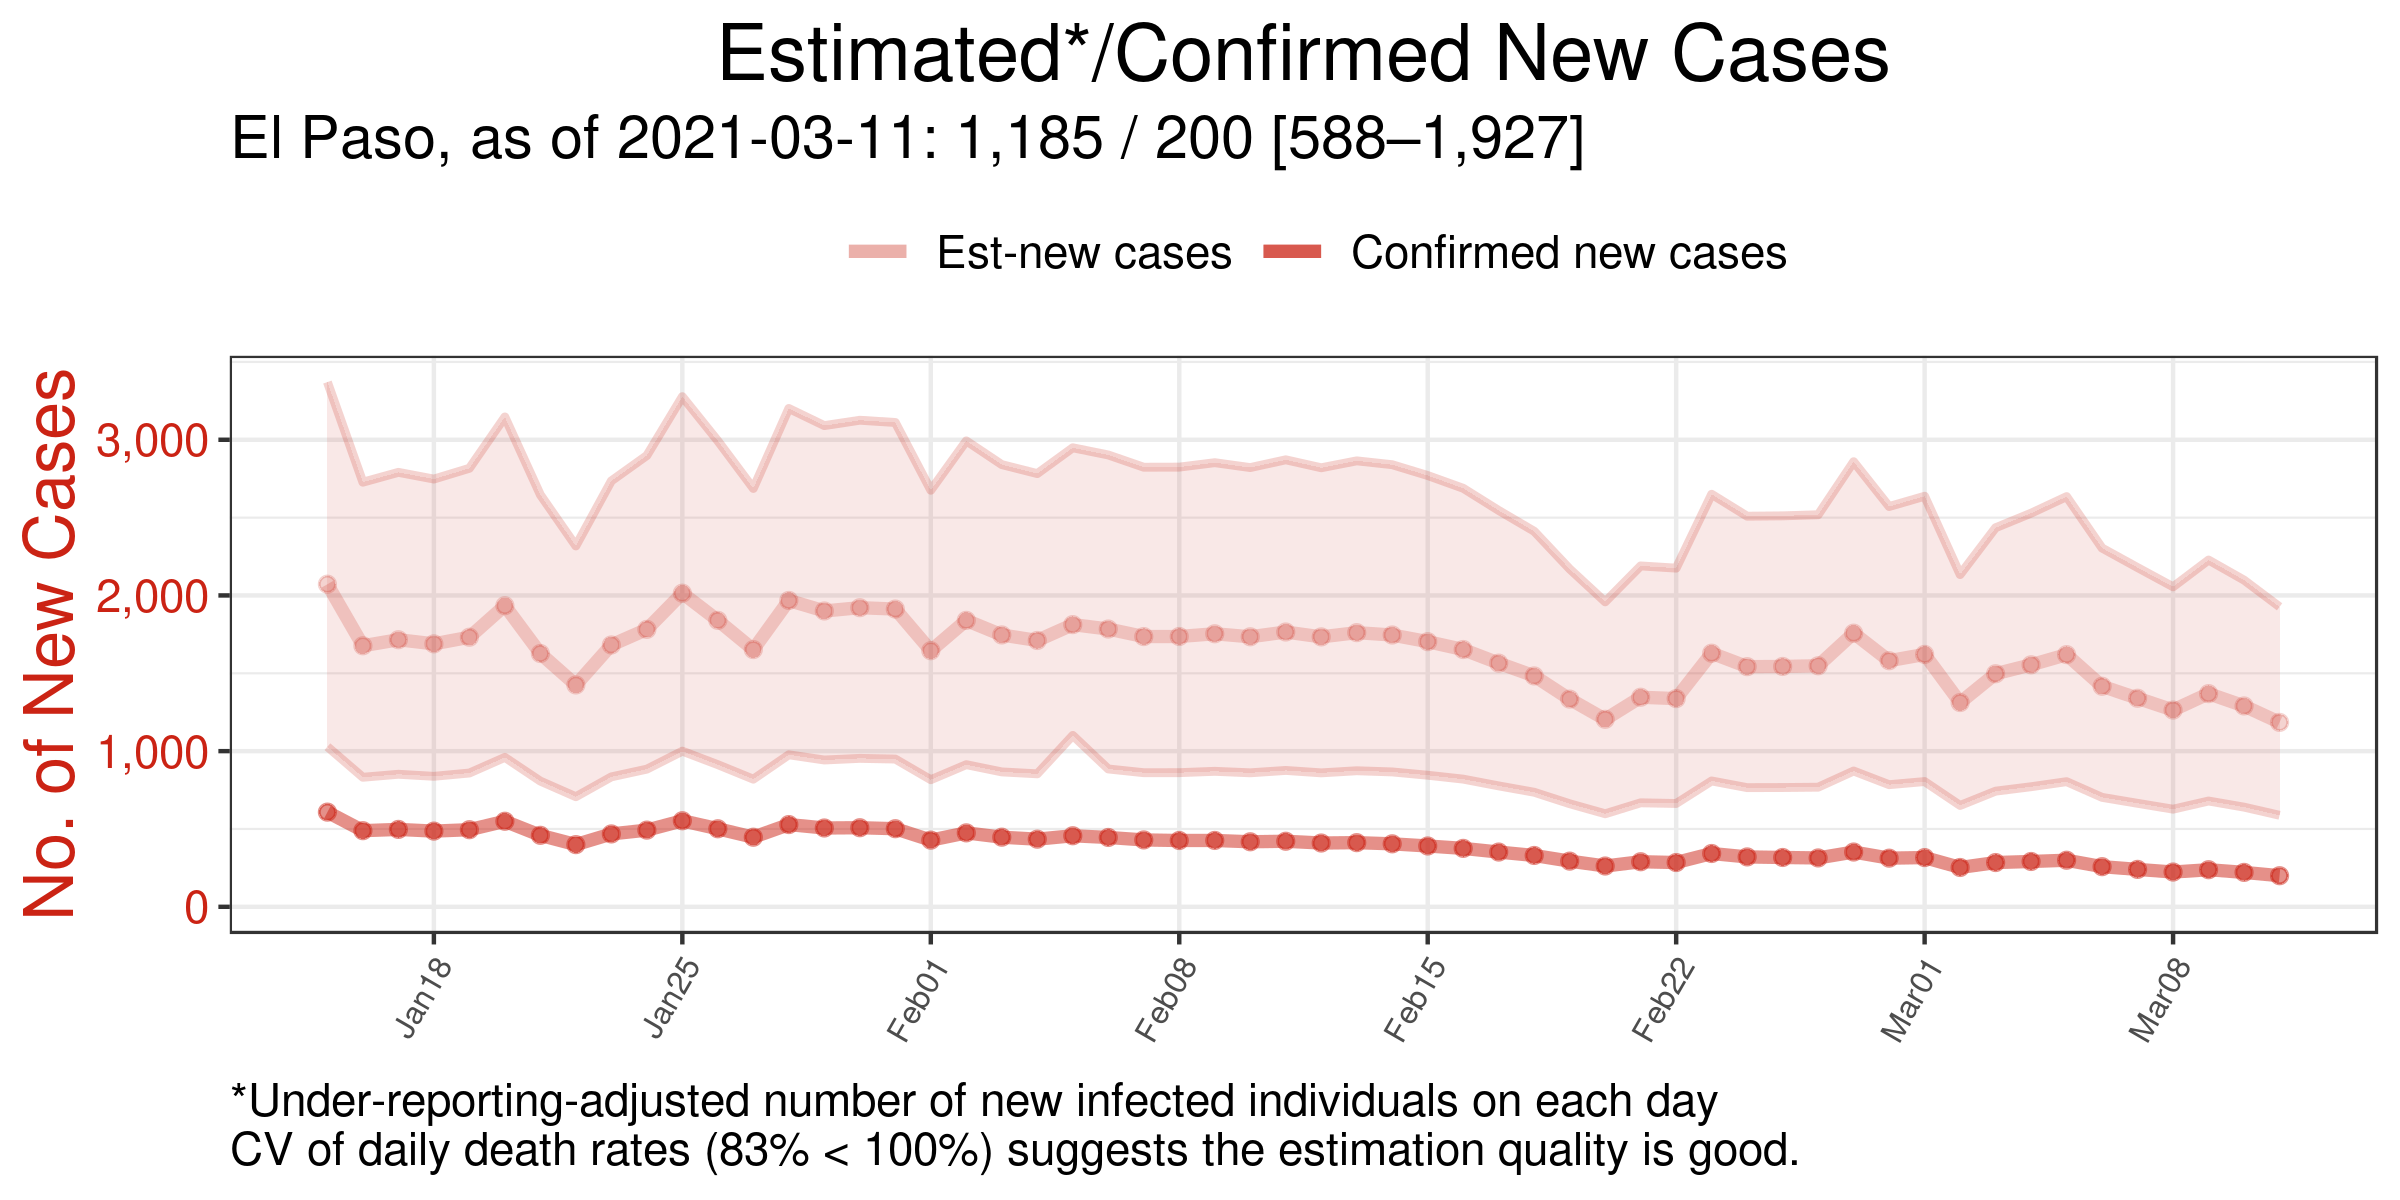 Estimated*/Confirmed New Cases
El Paso, as of 2021-03-11: 1,185 / 200 [588–1,927]
Est-new cases Confirmed new cases
No. of New Cases
3,000
2,000
1,000
0
Jan18 Jan25 Feb01 Feb08 Feb15 Feb22 Mar01 Mar08
*Under-reporting-adjusted number of new infected individuals on each day
CV of daily death rates (83% < 100%) suggests the estimation quality is good.